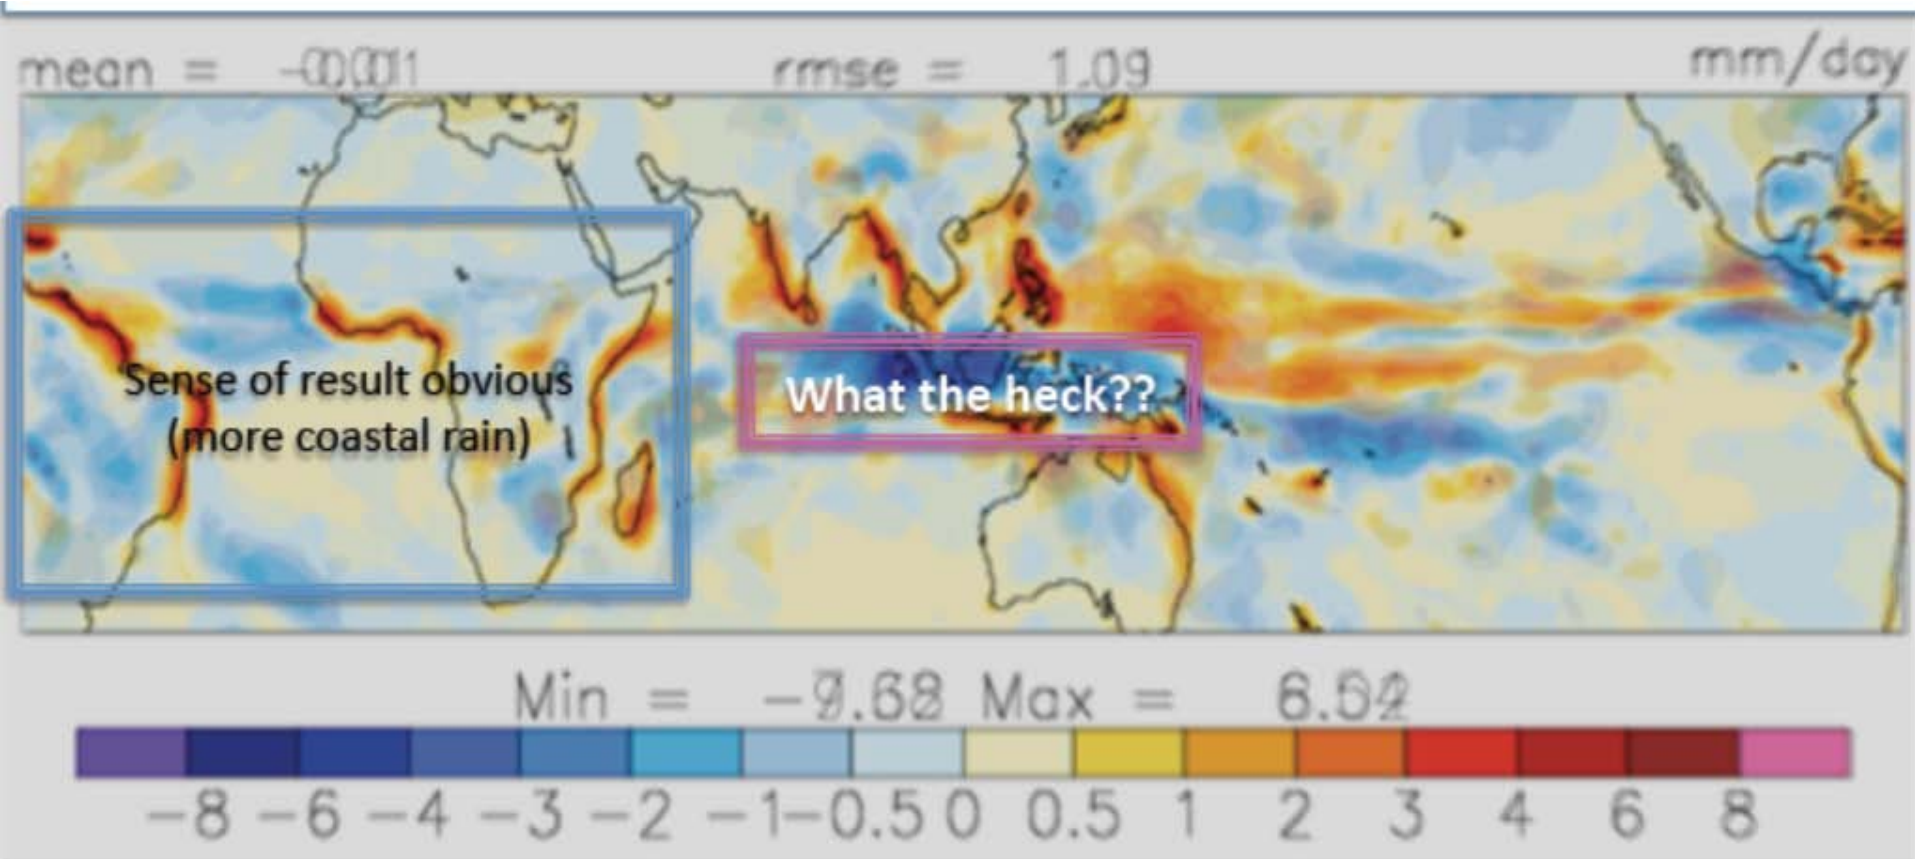 mean =
rmse = 1.09
mm/day
Sense of result obvious
(more coastal rain)
What the heck??
Min =
Max =
−8 −6 −4 −3 −2 −1 −0.5 0 0.5 1 2 3 4 6 8